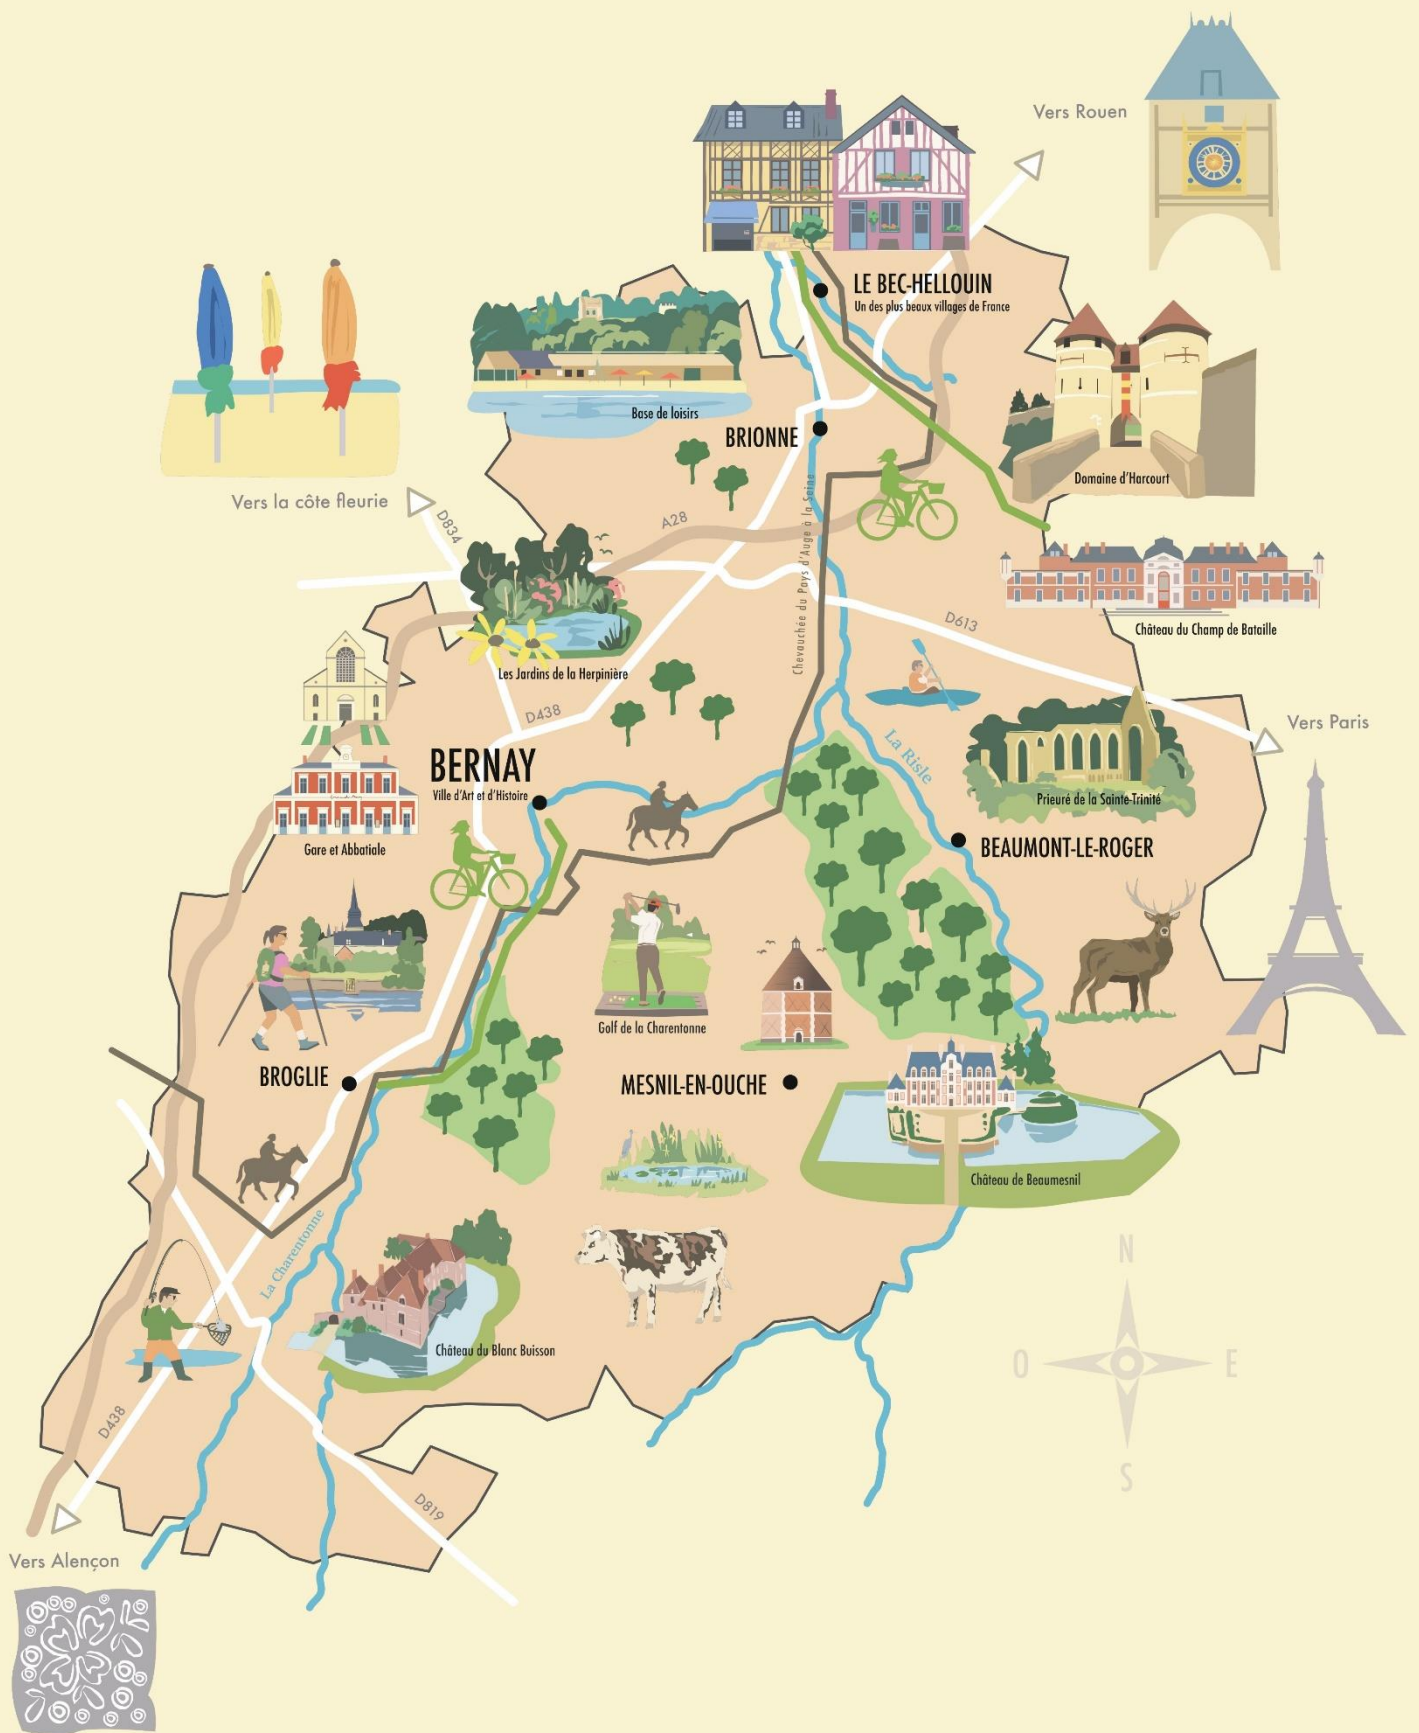 Vers Rouen
LE BEC-HELLOUIN
Un des plus beaux villages de France
Base de loisirs
BRIONNE
Domaine d'Harcourt
Vers la côte fleurie
D834
A28
Chevauchée du Pays d'Auge à la Seine
Château du Champ de Bataille
D613
Les Jardins de la Herpinière
D438
Vers Paris
La Risle
BERNAY
Ville d'Art et d'Histoire
Prieuré de la Sainte-Trinité
Gare et Abbatiale
BEAUMONT-LE-ROGER
Golf de la Charentonne
BROGLIE
MESNIL-EN-OUCHE
Château de Beaumesnil
La Charentonne
Château du Blanc Buisson
N
O
E
S
D438
D819
Vers Alençon